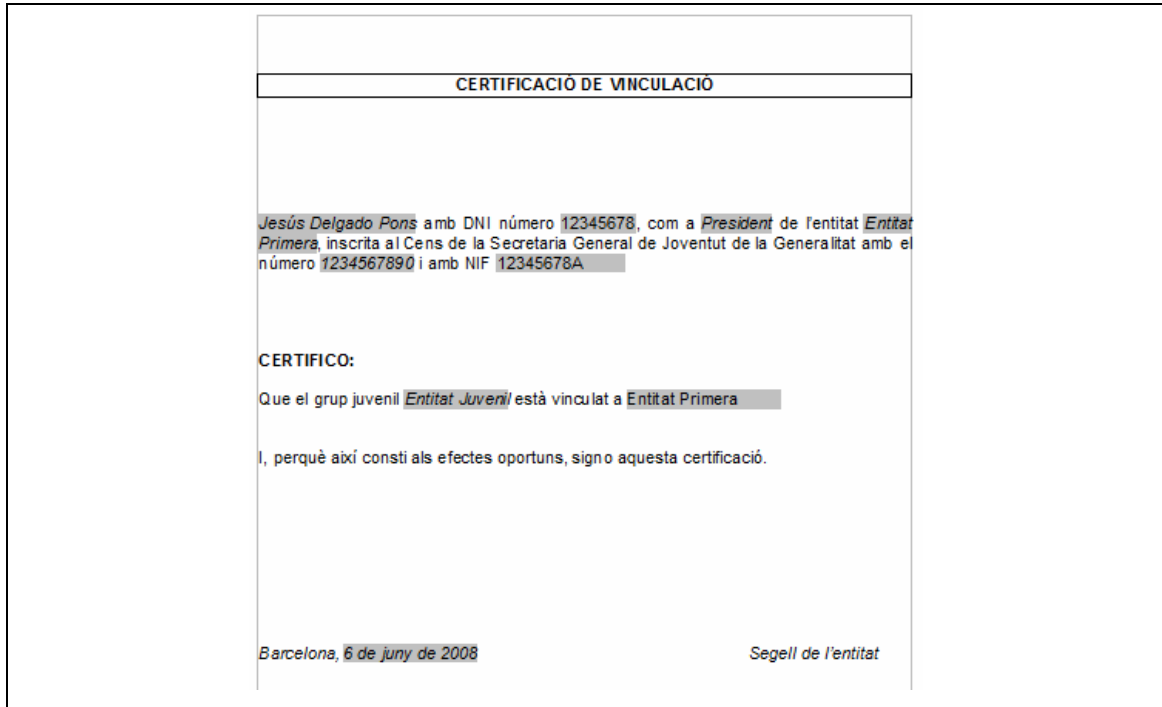 CERTIFICACIÓ DE VINCULACIÓ
Jesús Delgado Pons amb DNI número 12345678, com a President de l'entitat Entitat
Primera, inscrita al Cens de la Secretaria General de Joventut de la Generalitat amb el
número 1234567890 i amb NIF 12345678A
CERTIFICO:
Que el grup juvenil Entitat Juvenil està vinculat a Entitat Primera
I, perquè així consti als efectes oportuns, signo aquesta certificació.
Barcelona, 6 de juny de 2008 Segell de l'entitat